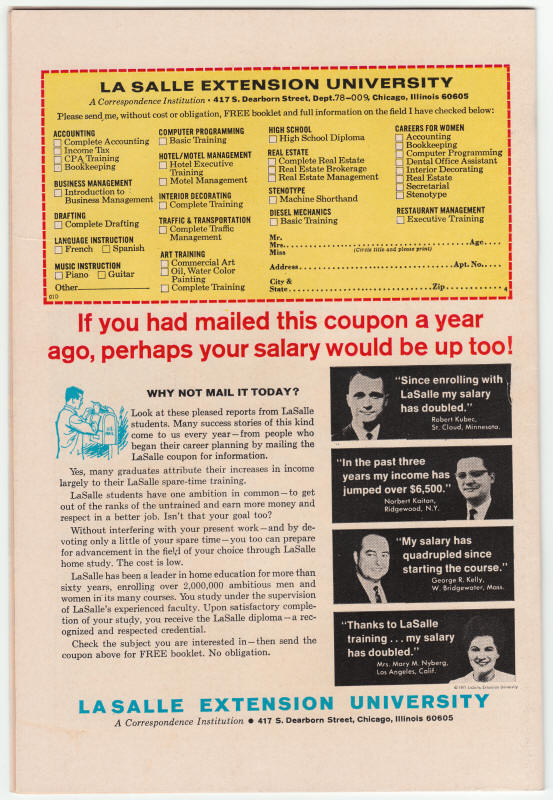 LA SALLE EXTENSION UNIVERSITY
A Correspondence Institution • 417 S. Dearborn Street, Dept. 78-009, Chicago, Illinois 60605
Please send me, without cost or obligation, FREE booklet and full information on the field I have checked below:
ACCOUNTING
Complete Accounting
Income Tax
CPA Training
Bookkeeping
BUSINESS MANAGEMENT
Introduction to
Business Management
DRAFTING
Complete Drafting
LANGUAGE INSTRUCTION
French Spanish
MUSIC INSTRUCTION
Piano Guitar
Other
010
COMPUTER PROGRAMMING
Basic Training
HOTEL/MOTEL MANAGEMENT
Hotel Executive
Training
Motel Management
INTERIOR DECORATING
Complete Training
TRAFFIC & TRANSPORTATION
Complete Traffic
Management
ART TRAINING
Commercial Art
Oil, Water Color
Painting
Complete Training
HIGH SCHOOL
High School Diploma
REAL ESTATE
Complete Real Estate
Real Estate Brokerage
Real Estate Management
STENOTYPE
Machine Shorthand
DIESEL MECHANICS
Basic Training
CAREERS FOR WOMEN
Accounting
Bookkeeping
Computer Programming
Dental Office Assistant
Interior Decorating
Real Estate
Secretarial
Stenotype
RESTAURANT MANAGEMENT
Executive Training
Mr.
Mrs. Age
Miss (Circle title and please print)
Address Apt. No.
City &
State Zip 4
If you had mailed this coupon a year
ago, perhaps your salary would be up too!
WHY NOT MAIL IT TODAY?
Look at these pleased reports from LaSalle
students. Many success stories of this kind
come to us every year—from people who
began their career planning by mailing the
LaSalle coupon for information.
Yes, many graduates attribute their increases in income
largely to their LaSalle spare-time training.
LaSalle students have one ambition in common—to get
out of the ranks of the untrained and earn more money and
respect in a better job. Isn't that your goal too?
Without interfering with your present work—and by de-
voting only a little of your spare time—you too can prepare
for advancement in the field of your choice through LaSalle
home study. The cost is low.
LaSalle has been a leader in home education for more than
sixty years, enrolling over 2,000,000 ambitious men and
women in its many courses. You study under the supervision
of LaSalle's experienced faculty. Upon satisfactory comple-
tion of your study, you receive the LaSalle diploma—a rec-
ognized and respected credential.
Check the subject you are interested in—then send the
coupon above for FREE booklet. No obligation.
"Since enrolling with
LaSalle my salary
has doubled."
Robert Kubec,
St. Cloud, Minnesota.
"In the past three
years my income has
jumped over $6,500."
Norbert Kaitan,
Ridgewood, N.Y.
"My salary has
quadrupled since
starting the course."
George R. Kelly,
W. Bridgewater, Mass.
"Thanks to LaSalle
training . . . my salary
has doubled."
Mrs. Mary M. Nyberg,
Los Angeles, Calif.
© 1971 LaSalle Extension University
LA SALLE EXTENSION UNIVERSITY
A Correspondence Institution • 417 S. Dearborn Street, Chicago, Illinois 60605